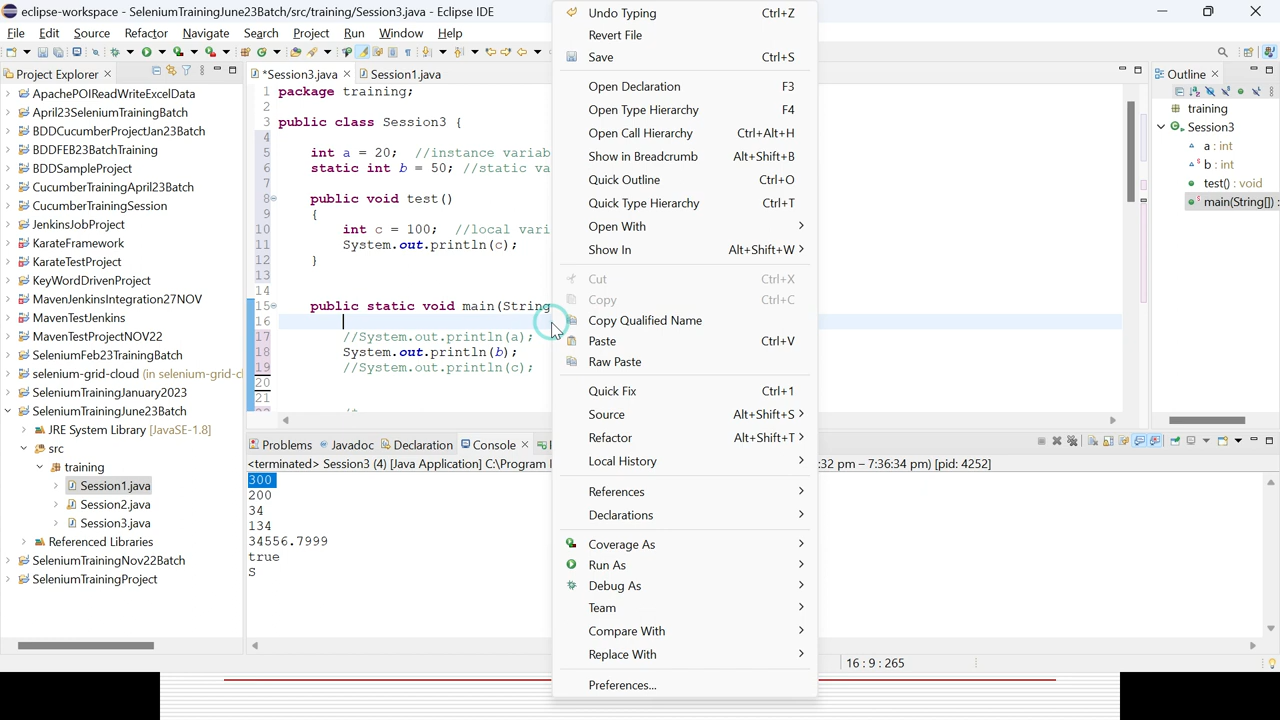 eclipse-workspace - SeleniumTrainingJune23Batch/src/training/Session3.java - Eclipse IDE
File Edit Source Refactor Navigate Search Project Run Window Help
Project Explorer
ApachePOIReadWriteExcelData
April23SeleniumTrainingBatch
BDDCucumberProjectJan23Batch
BDDFEB23BatchTraining
BDDSampleProject
CucumberTrainingApril23Batch
CucumberTrainingSession
JenkinsJobProject
KarateFramework
KarateTestProject
KeyWordDrivenProject
MavenJenkinsIntegration27NOV
MavenTestJenkins
MavenTestProjectNOV22
SeleniumFeb23TrainingBatch
selenium-grid-cloud (in selenium-grid-cl
SeleniumTrainingJanuary2023
SeleniumTrainingJune23Batch
JRE System Library [JavaSE-1.8]
src
training
Session1.java
Session2.java
Session3.java
Referenced Libraries
SeleniumTrainingNov22Batch
SeleniumTrainingProject
*Session3.java Session1.java
1 package training;
2
3 public class Session3 {
4
5 int a = 20; //instance variab
6 static int b = 50; //static va
7
8 public void test()
9 {
10 int c = 100; //local vari
11 System.out.println(c);
12 }
13
14
15 public static void main(String
16
17 //System.out.println(a);
18 System.out.println(b);
19 //System.out.println(c);
20
21
Undo Typing Ctrl+Z
Revert File
Save Ctrl+S
Open Declaration F3
Open Type Hierarchy F4
Open Call Hierarchy Ctrl+Alt+H
Show in Breadcrumb Alt+Shift+B
Quick Outline Ctrl+O
Quick Type Hierarchy Ctrl+T
Open With
Show In Alt+Shift+W
Cut Ctrl+X
Copy Ctrl+C
Copy Qualified Name
Paste Ctrl+V
Raw Paste
Quick Fix Ctrl+1
Source Alt+Shift+S
Refactor Alt+Shift+T
Local History
References
Declarations
Coverage As
Run As
Debug As
Team
Compare With
Replace With
Preferences...
Outline
training
Session3
a : int
b : int
test() : void
main(String[]) :
Problems Javadoc Declaration Console
<terminated> Session3 (4) [Java Application] C:\Program :32 pm – 7:36:34 pm) [pid: 4252]
300
200
34
134
34556.7999
true
S
16 : 9 : 265